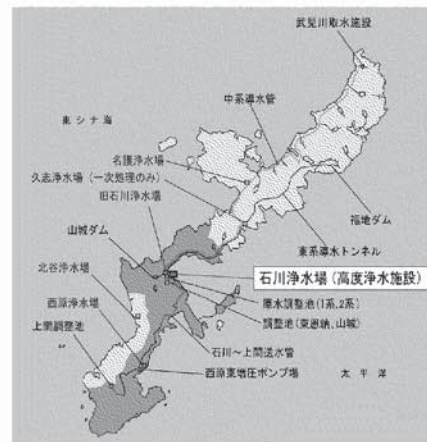 武見川取水施設
中系導水管
東シナ海
名護浄水場
久志浄水場（一次処理のみ）
旧石川浄水場
福地ダム
山城ダム
東系導水トンネル
北谷浄水場
石川浄水場（高度浄水施設）
西原浄水場
原水調整池（1系、2系）
上間調整池
調整池（東恩納、山城）
石川～上間送水管
西原東増圧ポンプ場
太平洋